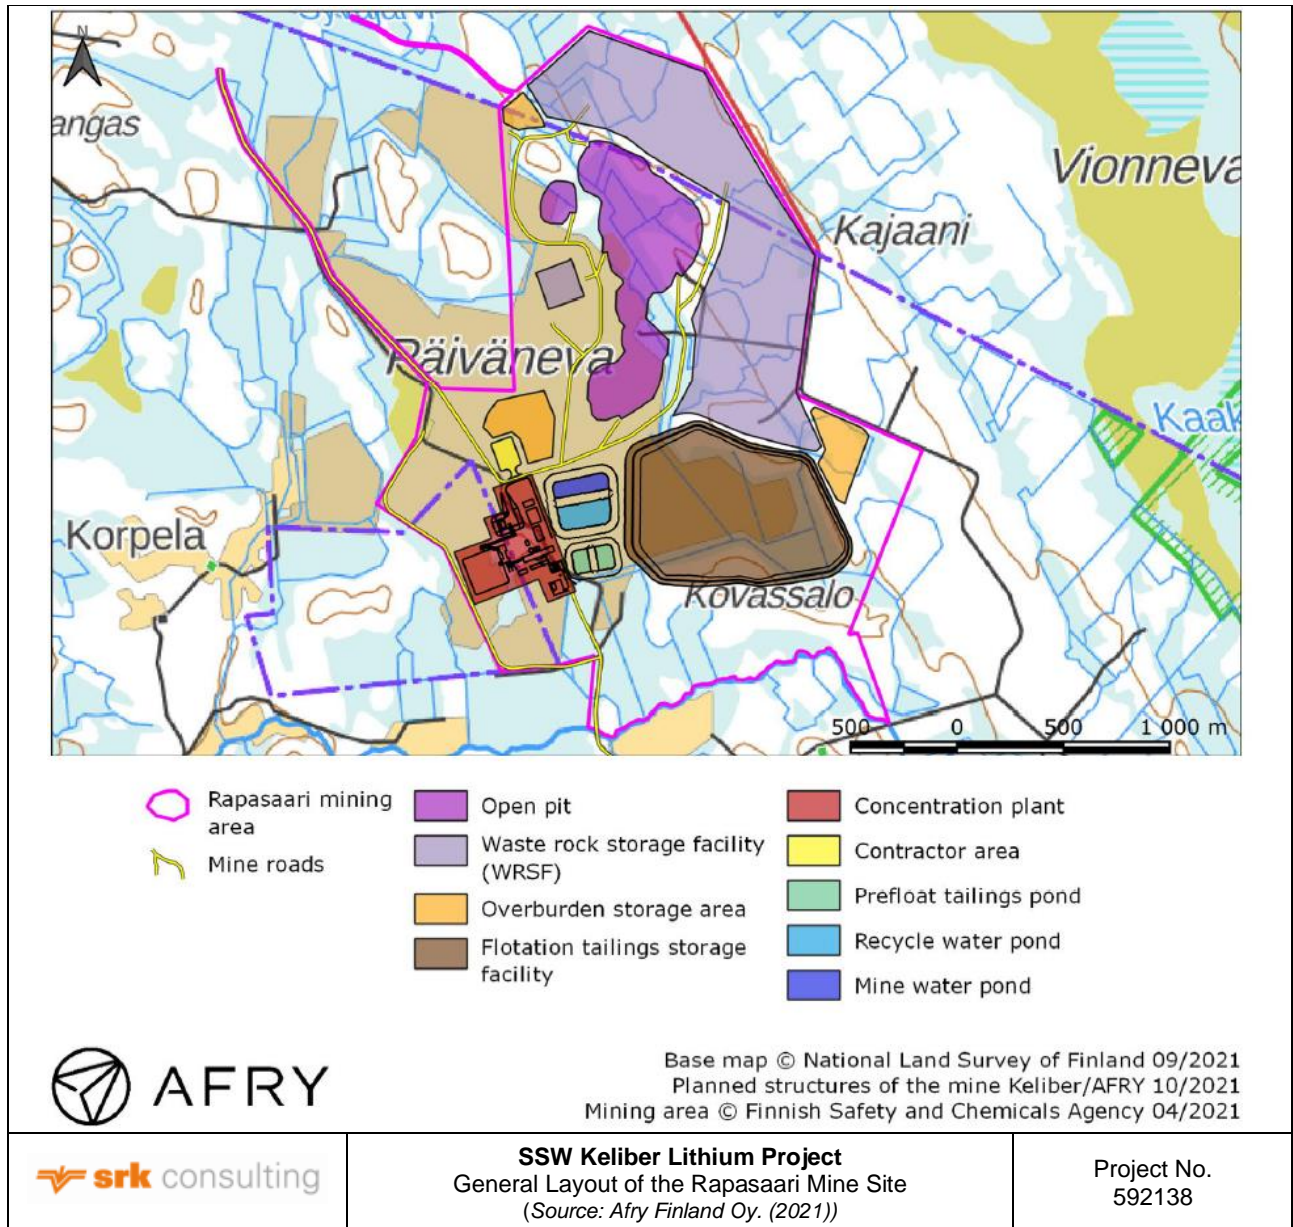 N
angas
Vionneva
Kajaani
Päiväneva
Kaak
Korpela
Kovassalo
500 0 500 1 000 m
Rapasaari mining
area
Mine roads
Open pit
Waste rock storage facility
(WRSF)
Overburden storage area
Flotation tailings storage
facility
Concentration plant
Contractor area
Prefloat tailings pond
Recycle water pond
Mine water pond
AFRY
Base map © National Land Survey of Finland 09/2021
Planned structures of the mine Keliber/AFRY 10/2021
Mining area © Finnish Safety and Chemicals Agency 04/2021
srk consulting
SSW Keliber Lithium Project
General Layout of the Rapasaari Mine Site
(Source: Afry Finland Oy. (2021))
Project No.
592138